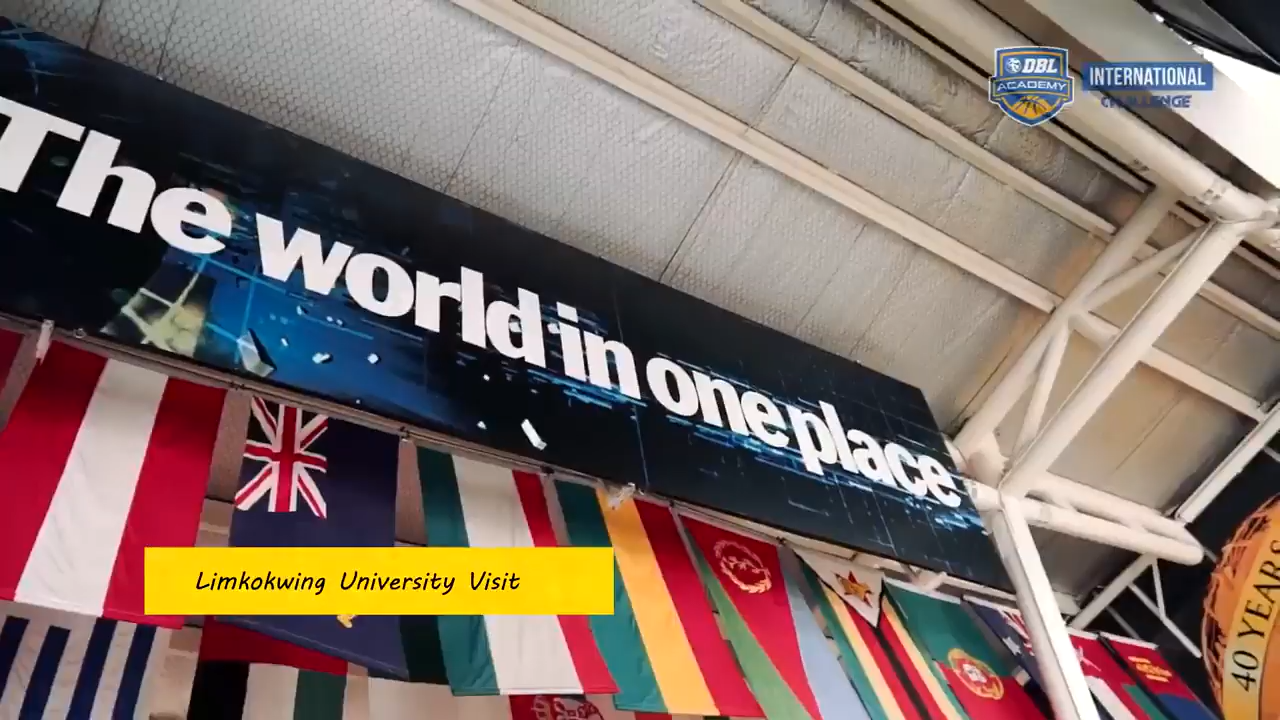 DBL
ACADEMY
INTERNATIONAL
CHALLENGE
The world in one place
Limkokwing University Visit
40 YEARS